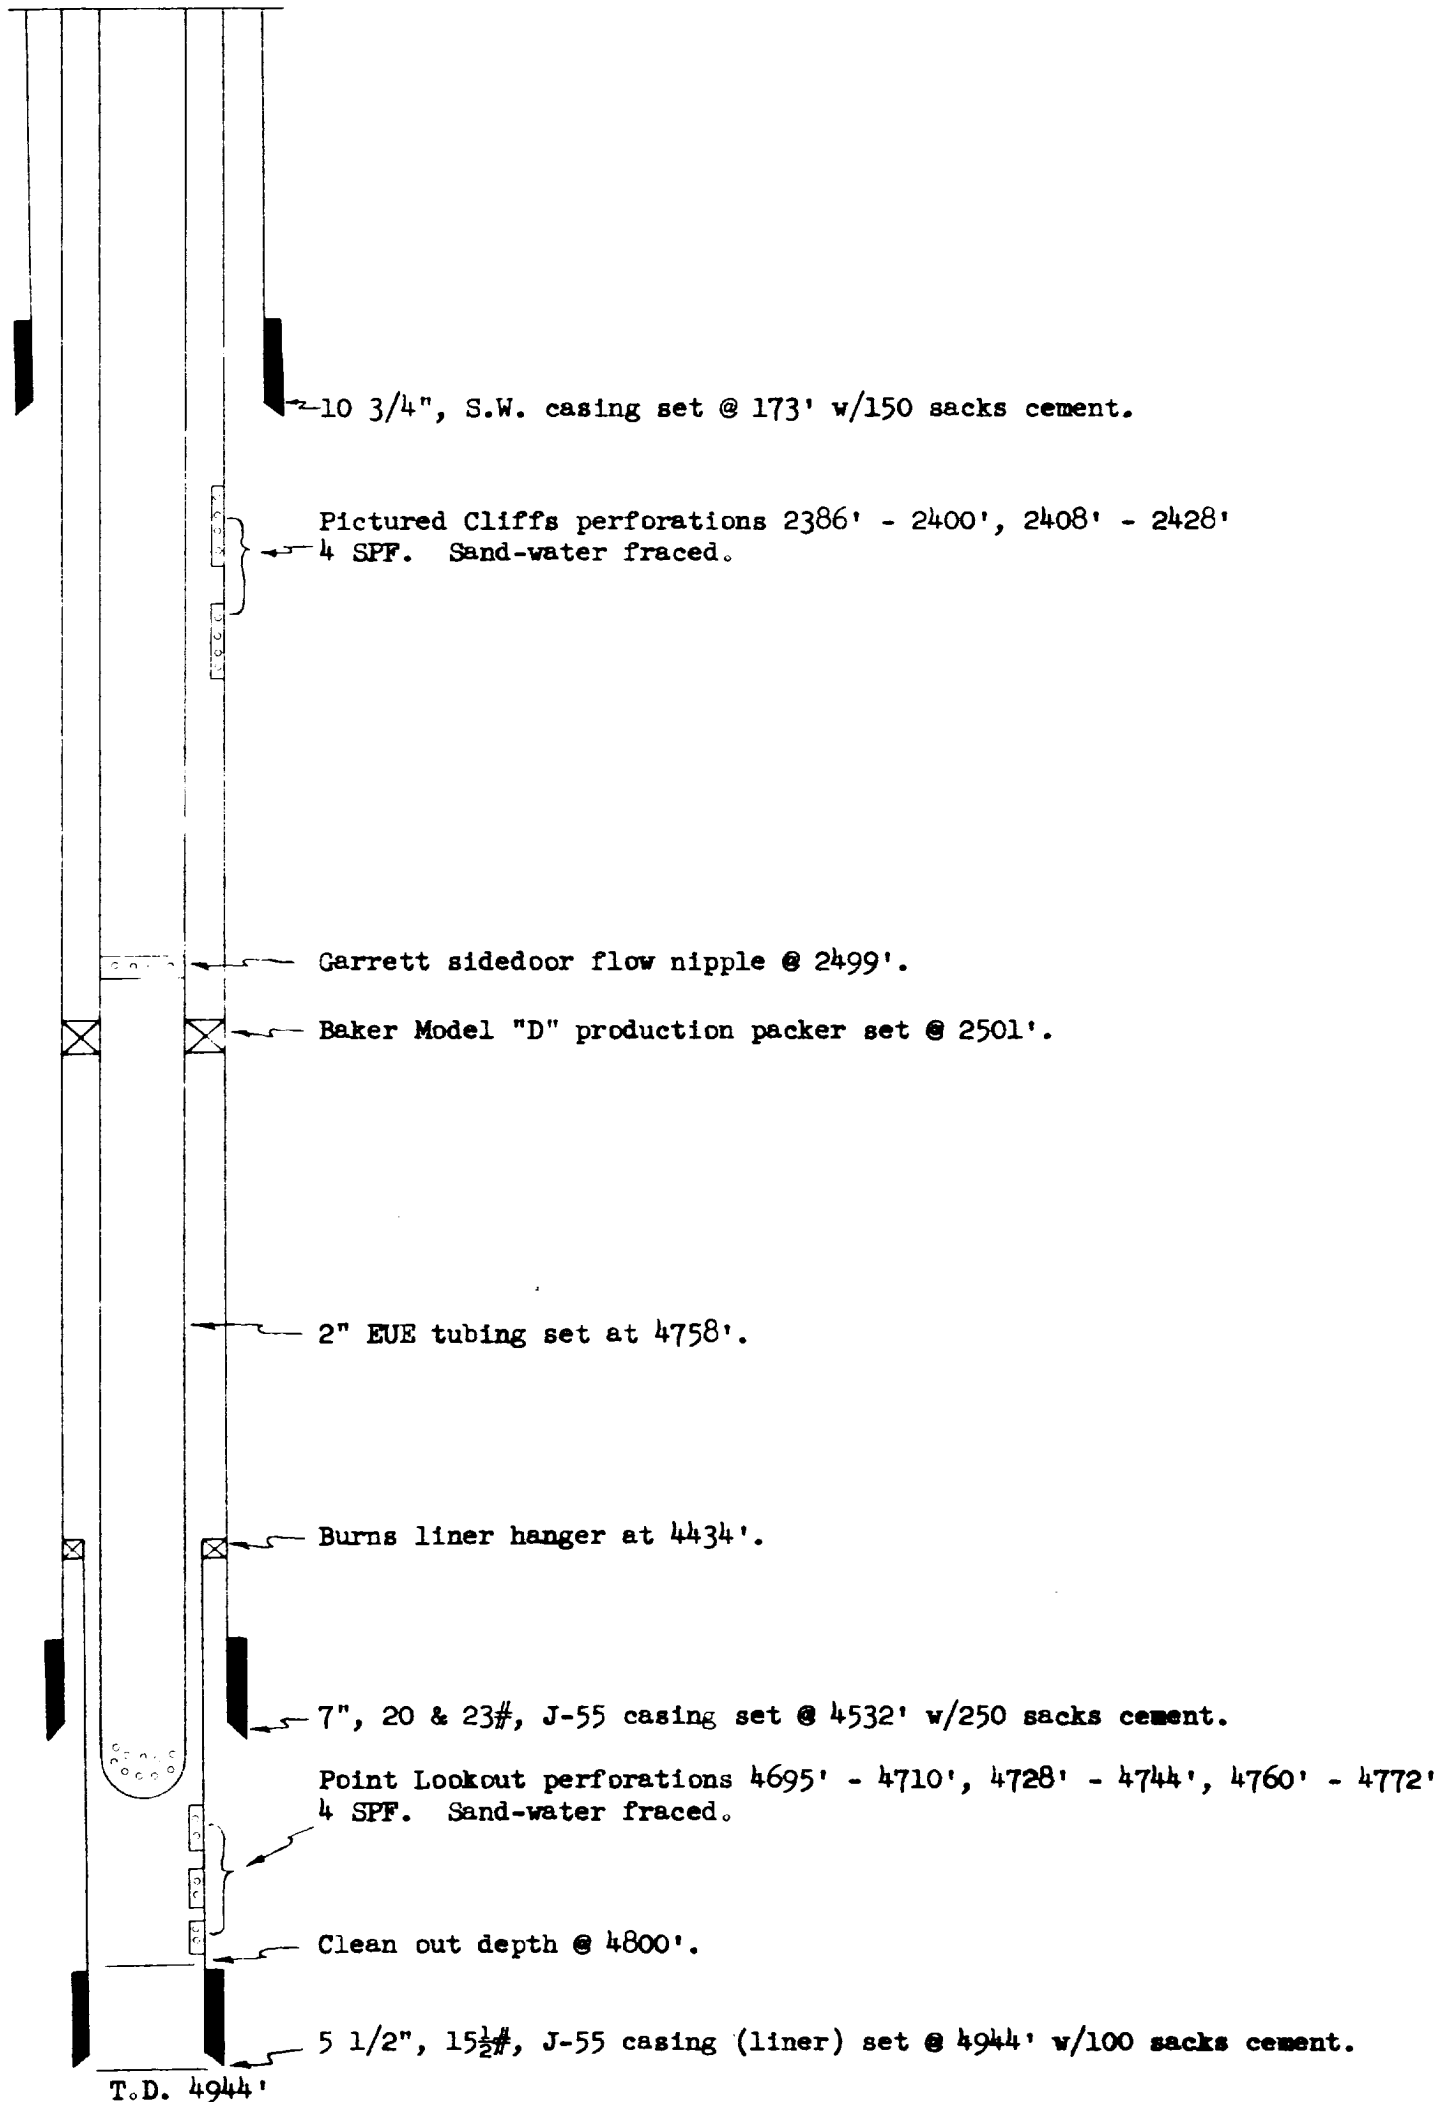 10 3/4", S.W. casing set @ 173' w/150 sacks cement.
Pictured Cliffs perforations 2386' - 2400', 2408' - 2428'
4 SPF. Sand-water fraced.
Garrett sidedoor flow nipple @ 2499'.
Baker Model "D" production packer set @ 2501'.
2" EUE tubing set at 4758'.
Burns liner hanger at 4434'.
7", 20 & 23#, J-55 casing set @ 4532' w/250 sacks cement.
Point Lookout perforations 4695' - 4710', 4728' - 4744', 4760' - 4772'
4 SPF. Sand-water fraced.
Clean out depth @ 4800'.
5 1/2", 15½#, J-55 casing (liner) set @ 4944' w/100 sacks cement.
T.D. 4944'